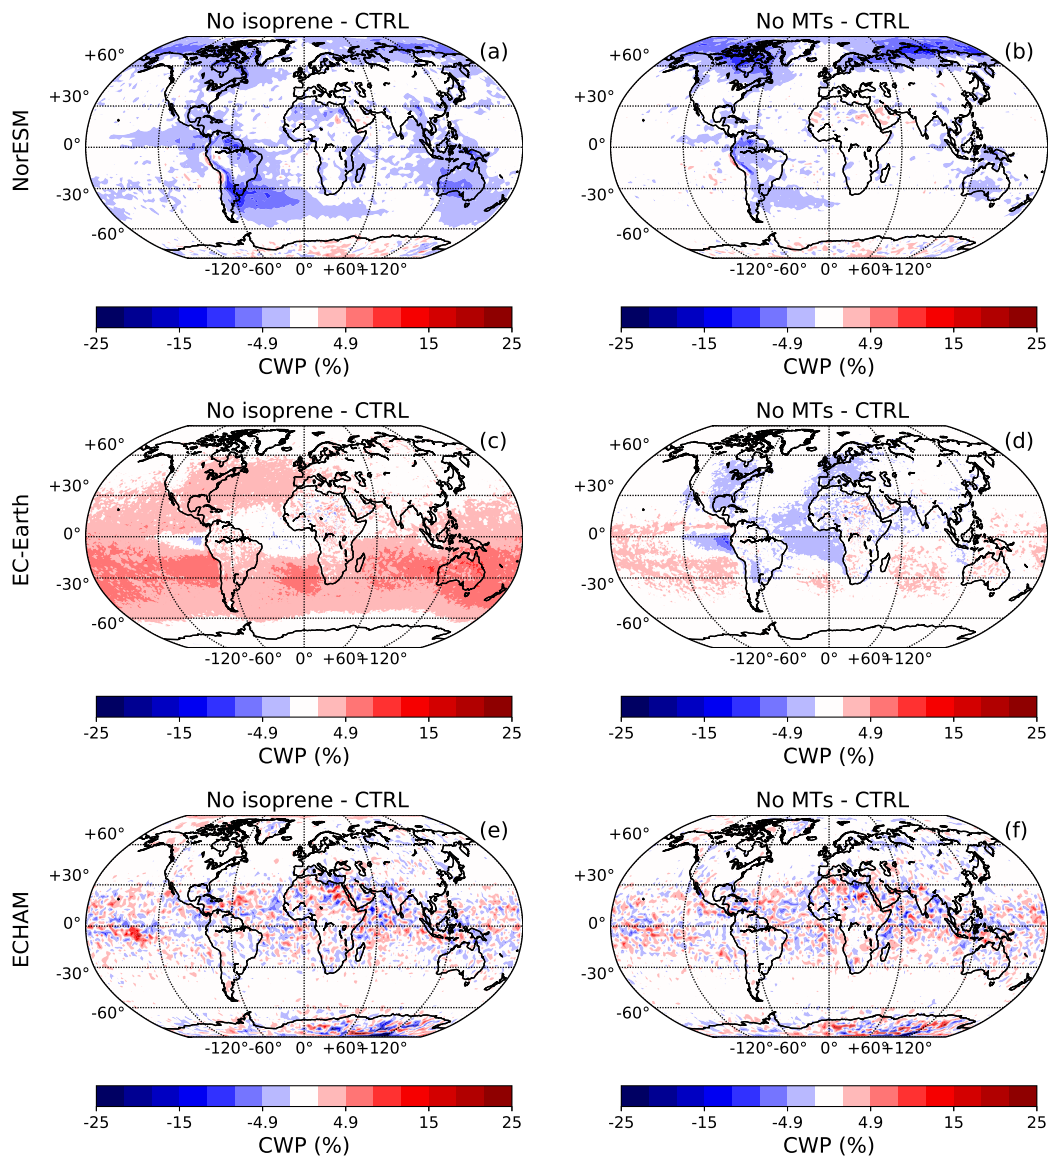 No isoprene - CTRL
No MTs - CTRL
NorESM
(a)
+60°
+30°
0°
-30°
-60°
-120° -60° 0° +60° +120°
(b)
+60°
+30°
0°
-30°
-60°
-120° -60° 0° +60° +120°
-25 -15 -4.9 4.9 15 25
CWP (%)
-25 -15 -4.9 4.9 15 25
CWP (%)
No isoprene - CTRL
No MTs - CTRL
EC-Earth
(c)
+60°
+30°
0°
-30°
-60°
-120° -60° 0° +60° +120°
(d)
+60°
+30°
0°
-30°
-60°
-120° -60° 0° +60° +120°
-25 -15 -4.9 4.9 15 25
CWP (%)
-25 -15 -4.9 4.9 15 25
CWP (%)
No isoprene - CTRL
No MTs - CTRL
ECHAM
(e)
+60°
+30°
0°
-30°
-60°
-120° -60° 0° +60° +120°
(f)
+60°
+30°
0°
-30°
-60°
-120° -60° 0° +60° +120°
-25 -15 -4.9 4.9 15 25
CWP (%)
-25 -15 -4.9 4.9 15 25
CWP (%)